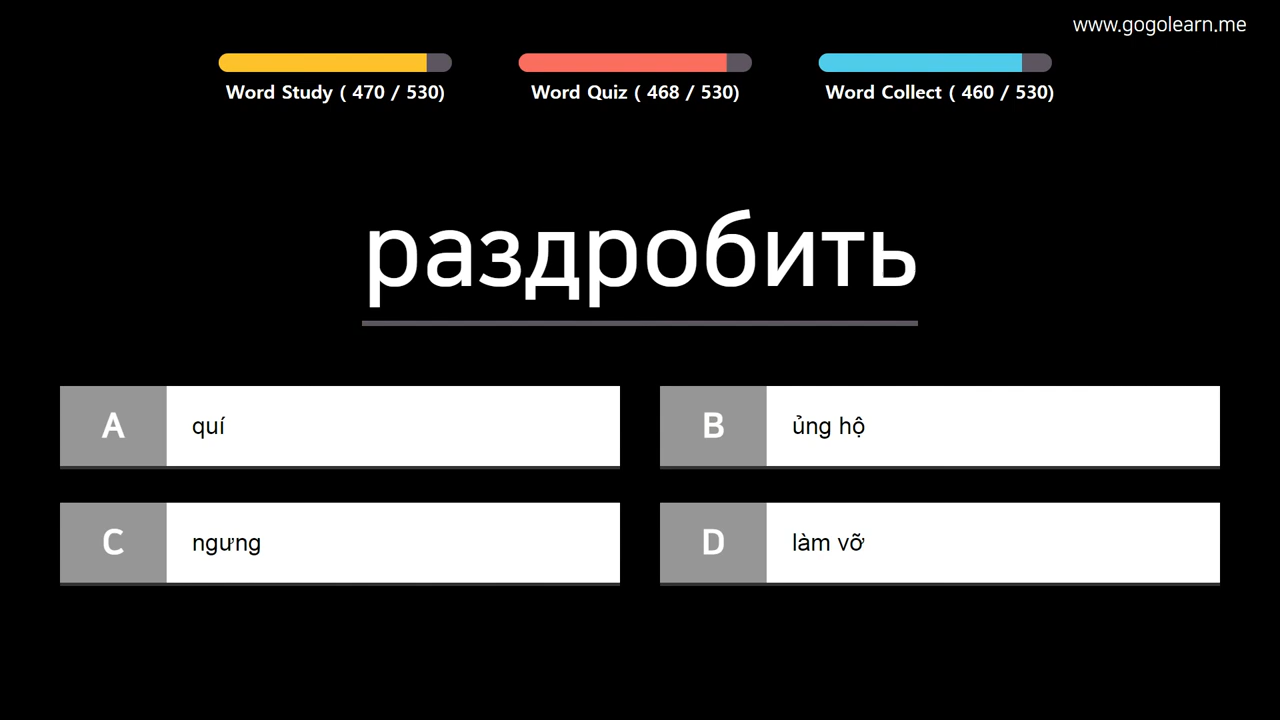 www.gogolearn.me
Word Study ( 470 / 530)
Word Quiz ( 468 / 530)
Word Collect ( 460 / 530)
раздробить
A quí
B ủng hộ
C ngưng
D làm vỡ